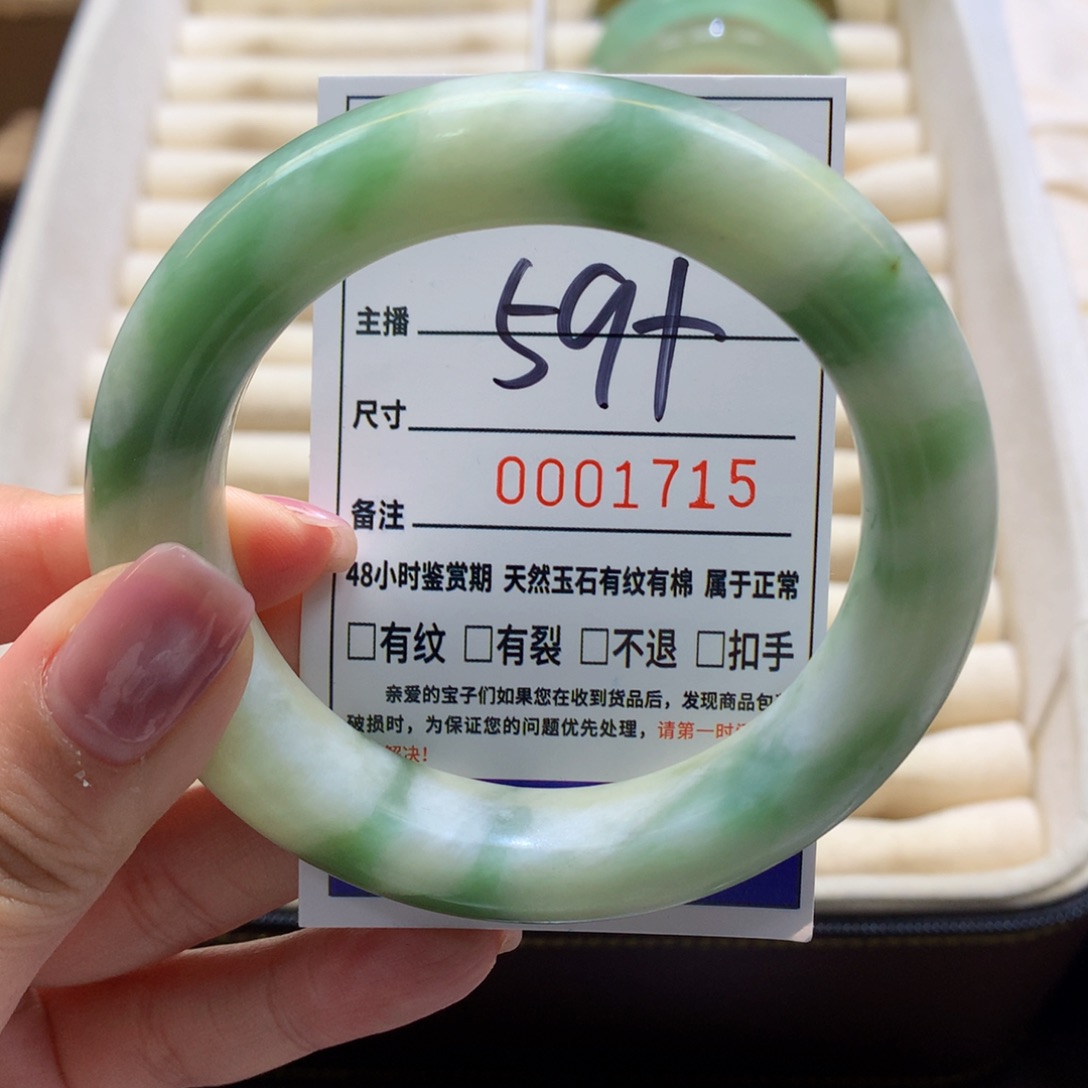 主播 59+
尺寸
备注 0001715
48小时鉴赏期 天然玉石有纹有棉 属于正常
□有纹 □有裂 □不退 □扣手
亲爱的宝子们如果您在收到货品后，发现商品包
破损时，为保证您的问题优先处理，请第一时
解决！